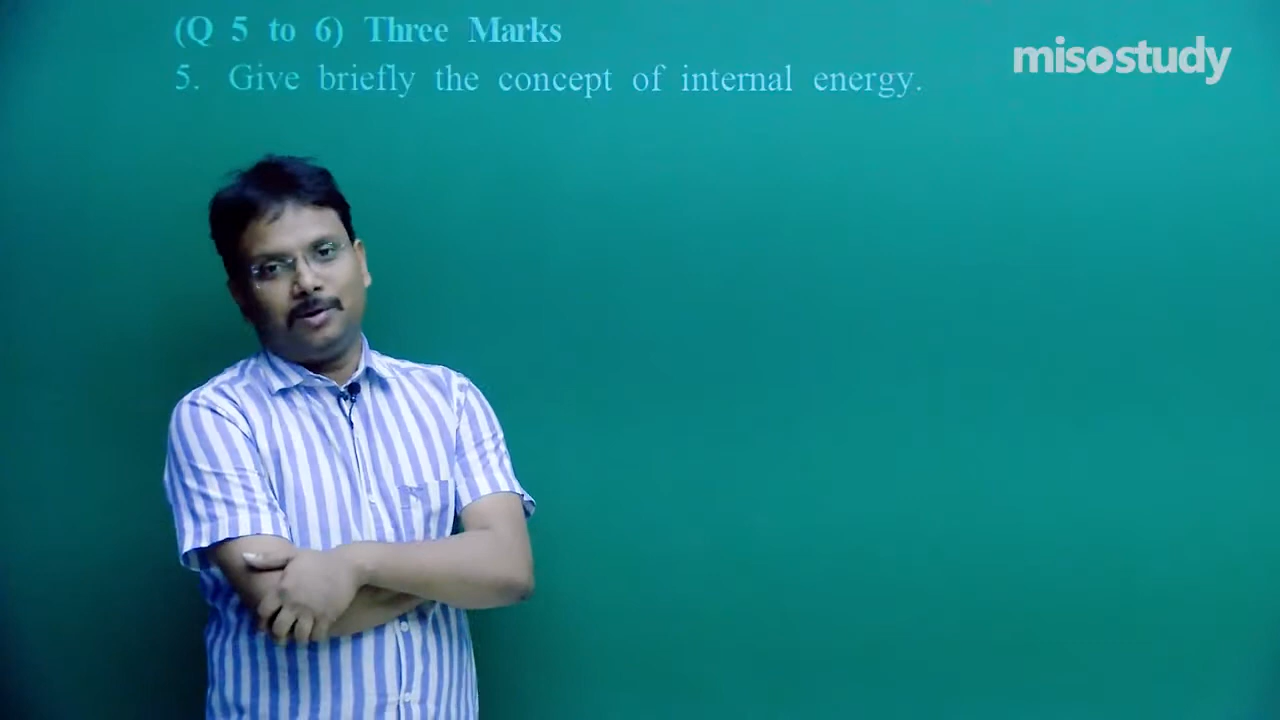 (Q 5 to 6) Three Marks
misostudy
5. Give briefly the concept of internal energy.